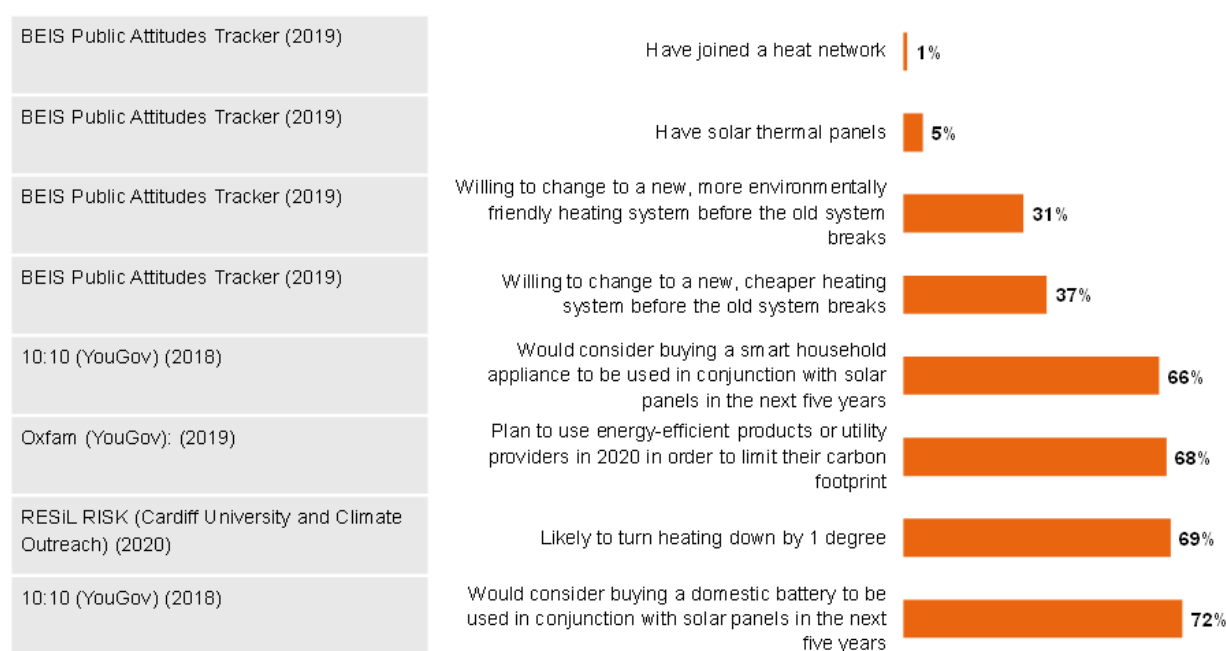 BEIS Public Attitudes Tracker (2019)
Have joined a heat network
1%
BEIS Public Attitudes Tracker (2019)
Have solar thermal panels
5%
BEIS Public Attitudes Tracker (2019)
Willing to change to a new, more environmentally
friendly heating system before the old system
breaks
31%
BEIS Public Attitudes Tracker (2019)
Willing to change to a new, cheaper heating
system before the old system breaks
37%
10:10 (YouGov) (2018)
Would consider buying a smart household
appliance to be used in conjunction with solar
panels in the next five years
66%
Oxfam (YouGov): (2019)
Plan to use energy-efficient products or utility
providers in 2020 in order to limit their carbon
footprint
68%
RESiL RISK (Cardiff University and Climate
Outreach) (2020)
Likely to turn heating down by 1 degree
69%
10:10 (YouGov) (2018)
Would consider buying a domestic battery to be
used in conjunction with solar panels in the next
five years
72%